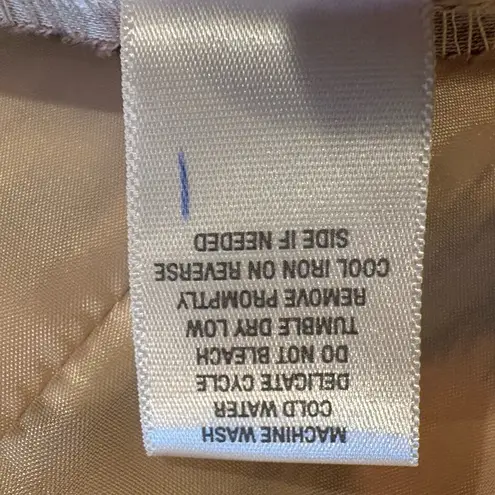 MACHINE WASH
COLD WATER
DELICATE CYCLE
DO NOT BLEACH
TUMBLE DRY LOW
REMOVE PROMPTLY
COOL IRON ON REVERSE
SIDE IF NEEDED